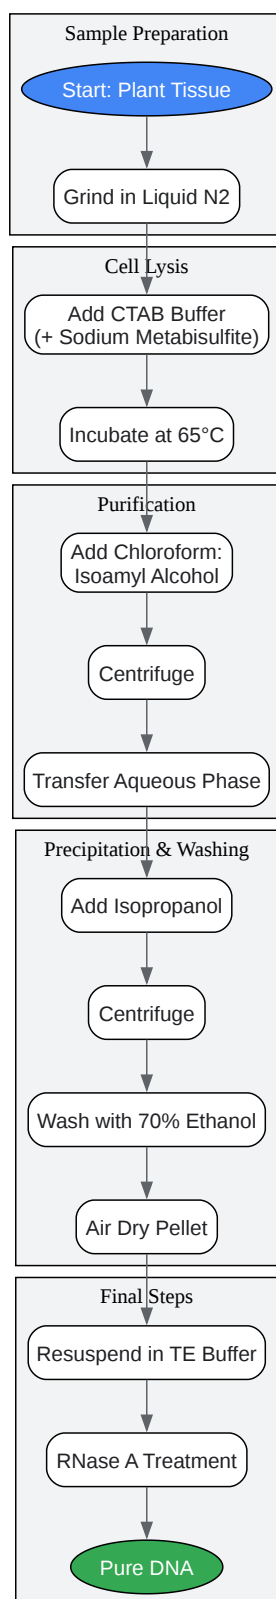 Sample Preparation
Start: Plant Tissue
Grind in Liquid N2
Cell Lysis
Add CTAB Buffer
(+ Sodium Metabisulfite)
Incubate at 65°C
Purification
Add Chloroform:
Isoamyl Alcohol
Centrifuge
Transfer Aqueous Phase
Precipitation & Washing
Add Isopropanol
Centrifuge
Wash with 70% Ethanol
Air Dry Pellet
Final Steps
Resuspend in TE Buffer
RNase A Treatment
Pure DNA